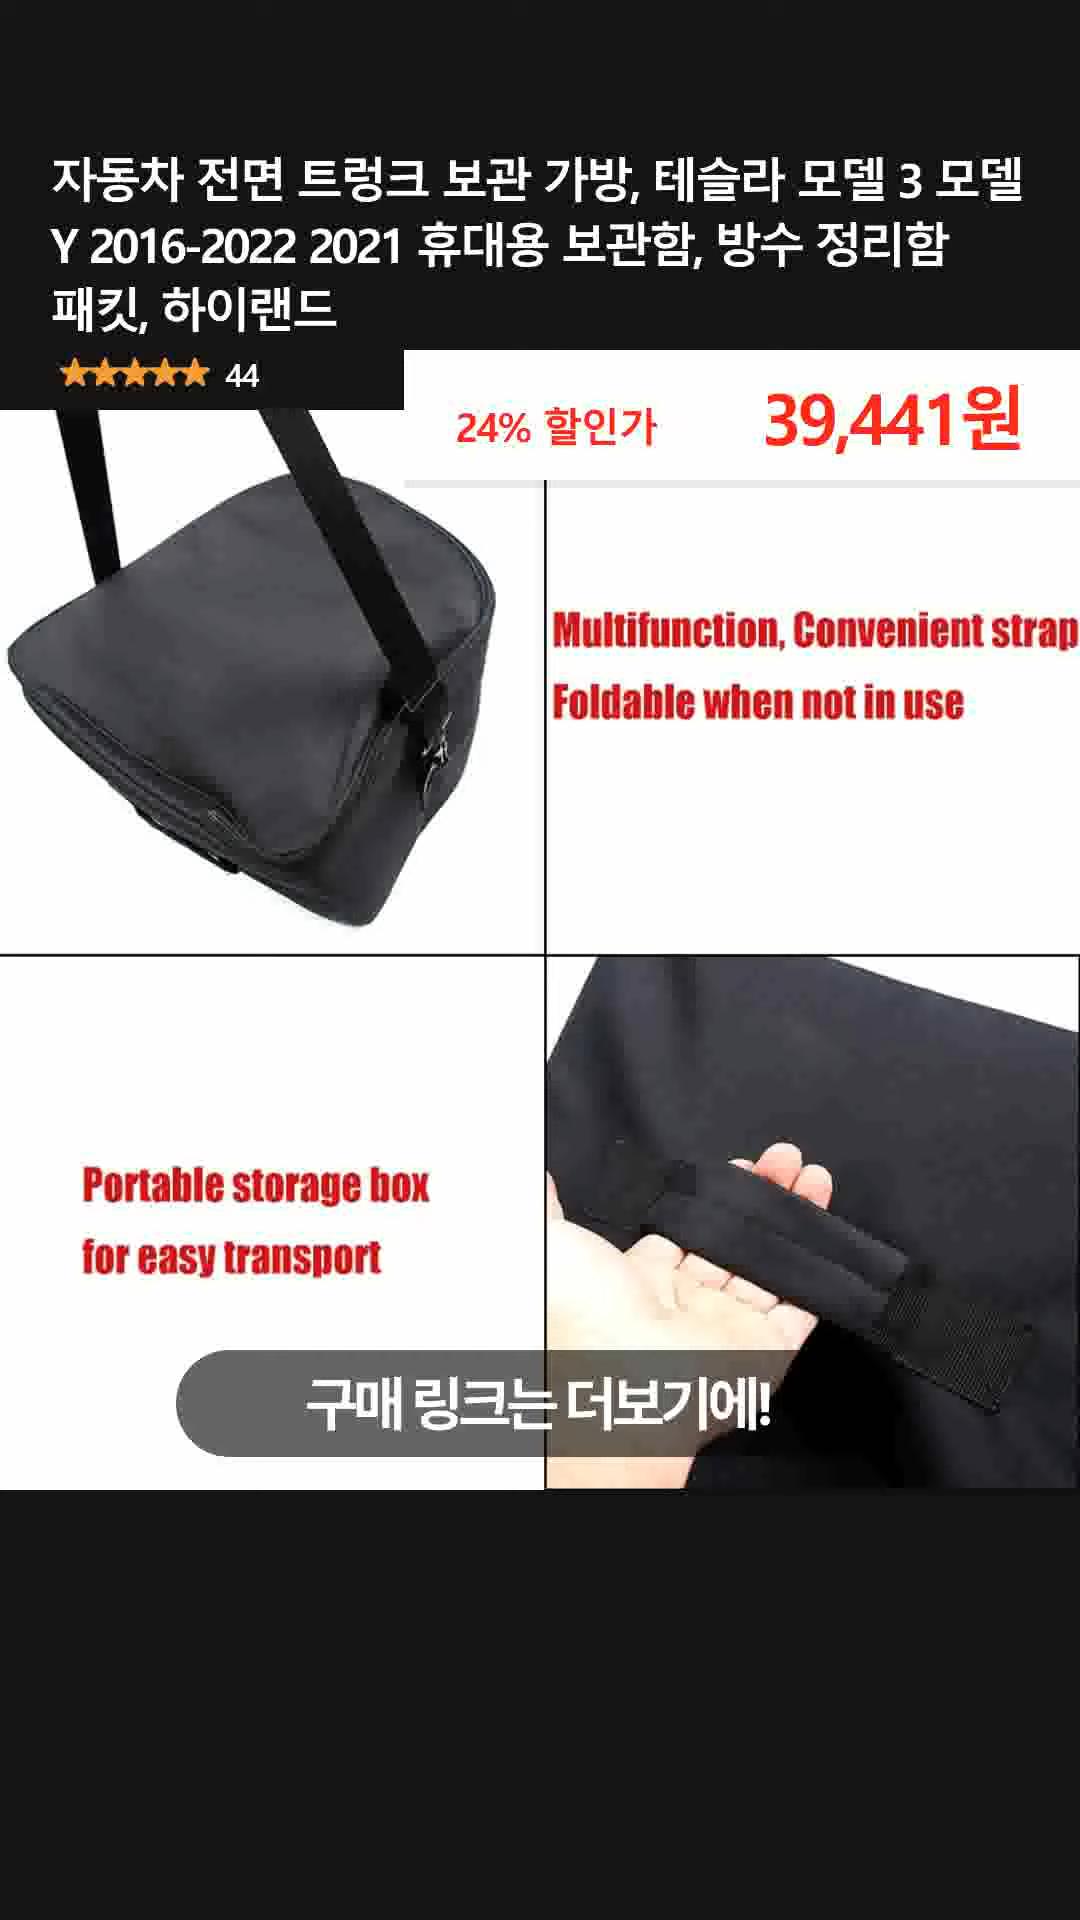 자동차 전면 트렁크 보관 가방, 테슬라 모델 3 모델
Y 2016-2022 2021 휴대용 보관함, 방수 정리함
패킷, 하이랜드
44
24% 할인가 39,441원
Multifunction, Convenient strap
Foldable when not in use
Portable storage box
for easy transport
구매 링크는 더보기에!